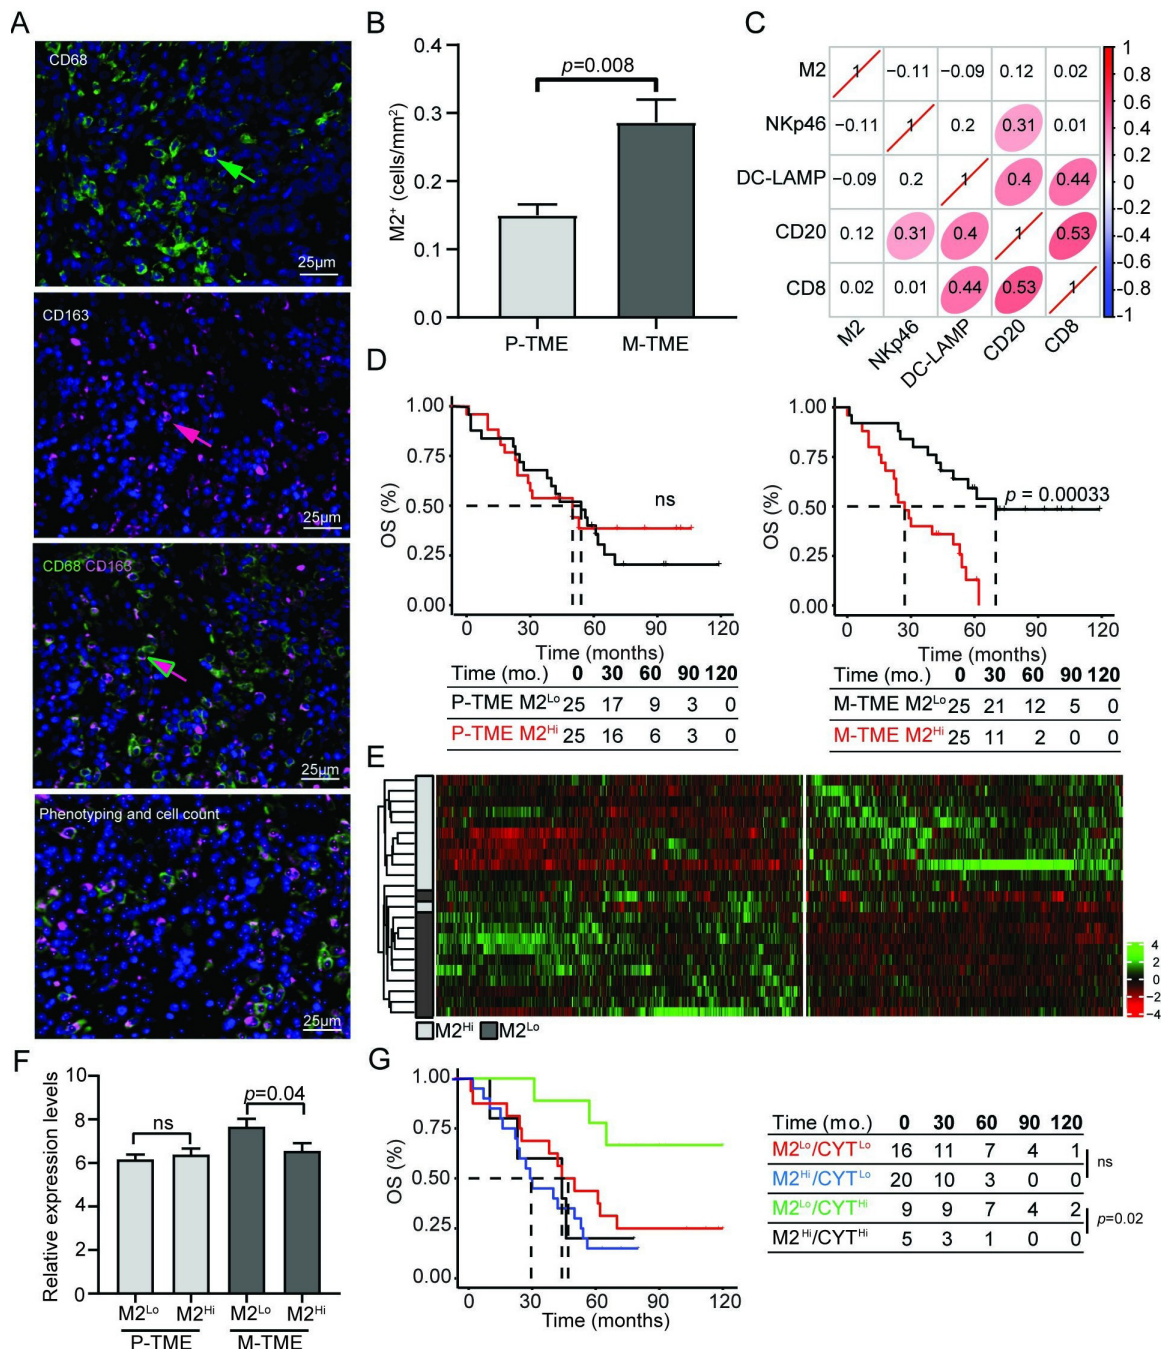 A
CD68
25µm
CD163
25µm
CD68 CD163
25µm
Phenotyping and cell count
25µm
B
M2⁺ (cells/mm²)
0.4
0.3
0.2
0.1
0.0
p=0.008
P-TME M-TME
C
M2 1 −0.11 −0.09 0.12 0.02
NKp46 −0.11 1 0.2 0.31 0.01
DC-LAMP −0.09 0.2 1 0.4 0.44
CD20 0.12 0.31 0.4 1 0.53
CD8 0.02 0.01 0.44 0.53 1
M2 NKp46 DC-LAMP CD20 CD8
1
0.8
0.6
0.4
0.2
0
-0.2
-0.4
-0.6
-0.8
-1
D
OS (%)
1.00
0.75
0.50
0.25
0.00
ns
0 30 60 90 120
Time (months)
Time (mo.) 0 30 60 90 120
P-TME M2ᴸᵒ 25 17 9 3 0
P-TME M2ᴴⁱ 25 16 6 3 0
OS (%)
1.00
0.75
0.50
0.25
0.00
p = 0.00033
0 30 60 90 120
Time (months)
Time (mo.) 0 30 60 90 120
M-TME M2ᴸᵒ 25 21 12 5 0
M-TME M2ᴴⁱ 25 11 2 0 0
E
4
2
0
−2
−4
M2ᴴⁱ M2ᴸᵒ
F
Relative expression levels
10
8
6
4
2
0
ns
p=0.04
M2ᴸᵒ M2ᴴⁱ M2ᴸᵒ M2ᴴⁱ
P-TME M-TME
G
OS (%)
1.00
0.75
0.50
0.25
0.00
0 30 60 90 120
Time (months)
Time (mo.) 0 30 60 90 120
M2ᴸᵒ/CYTᴸᵒ 16 11 7 4 1
M2ᴴⁱ/CYTᴸᵒ 20 10 3 0 0
ns
M2ᴸᵒ/CYTᴴⁱ 9 9 7 4 2
M2ᴴⁱ/CYTᴴⁱ 5 3 1 0 0
p=0.02